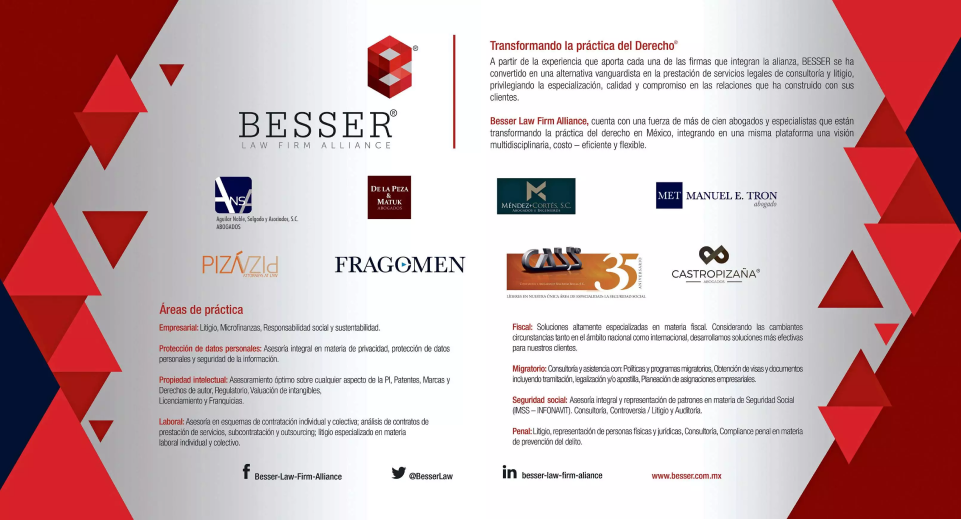 ®
BESSER®
LAW FIRM ALLIANCE
Transformando la práctica del Derecho®
A partir de la experiencia que aporta cada una de las firmas que integran la alianza, BESSER se ha
convertido en una alternativa vanguardista en la prestación de servicios legales de consultoría y litigio,
privilegiando la especialización, calidad y compromiso en las relaciones que ha construido con sus
clientes.
Besser Law Firm Alliance, cuenta con una fuerza de más de cien abogados y especialistas que están
transformando la práctica del derecho en México, integrando en una misma plataforma una visión
multidisciplinaria, costo – eficiente y flexible.
ANSA
Aguilar Noble, Salgado y Asociados, S.C.
ABOGADOS
DE LA PEZA
&
MATUK
ABOGADOS
MÉNDEZ+CORTÉS, S.C.
MET MANUEL E. TRON
abogado
PIZÁ
FRAGOMEN
CAÍSS
35
ANIVERSARIO
LÍDERES EN NUESTRA ÚNICA ÁREA DE ESPECIALIDAD: LA SEGURIDAD SOCIAL
CASTROPIZAÑA®
ABOGADOS
Áreas de práctica
Empresarial: Litigio, Microfinanzas, Responsabilidad social y sustentabilidad.
Protección de datos personales: Asesoría integral en materia de privacidad, protección de datos
personales y seguridad de la información.
Propiedad intelectual: Asesoramiento óptimo sobre cualquier aspecto de la PI, Patentes, Marcas y
Derechos de autor, Regulatorio, Valuación de intangibles,
Licenciamiento y Franquicias.
Laboral: Asesoría en esquemas de contratación individual y colectiva; análisis de contratos de
prestación de servicios, subcontratación y outsourcing; litigio especializado en materia
laboral individual y colectivo.
Fiscal: Soluciones altamente especializadas en materia fiscal. Considerando las cambiantes
circunstancias tanto en el ámbito nacional como internacional, desarrollamos soluciones más efectivas
para nuestros clientes.
Migratorio: Consultoría y asistencia con: Políticas y programas migratorios, Obtención de visas y documentos
incluyendo tramitación, legalización y/o apostilla, Planeación de asignaciones empresariales.
Seguridad social: Asesoría integral y representación de patrones en materia de Seguridad Social
(IMSS – INFONAVIT). Consultoría, Controversia / Litigio y Auditoría.
Penal: Litigio, representación de personas físicas y jurídicas, Consultoría, Compliance penal en materia
de prevención del delito.
f Besser-Law-Firm-Alliance
@BesserLaw
in besser-law-firm-alliance
www.besser.com.mx